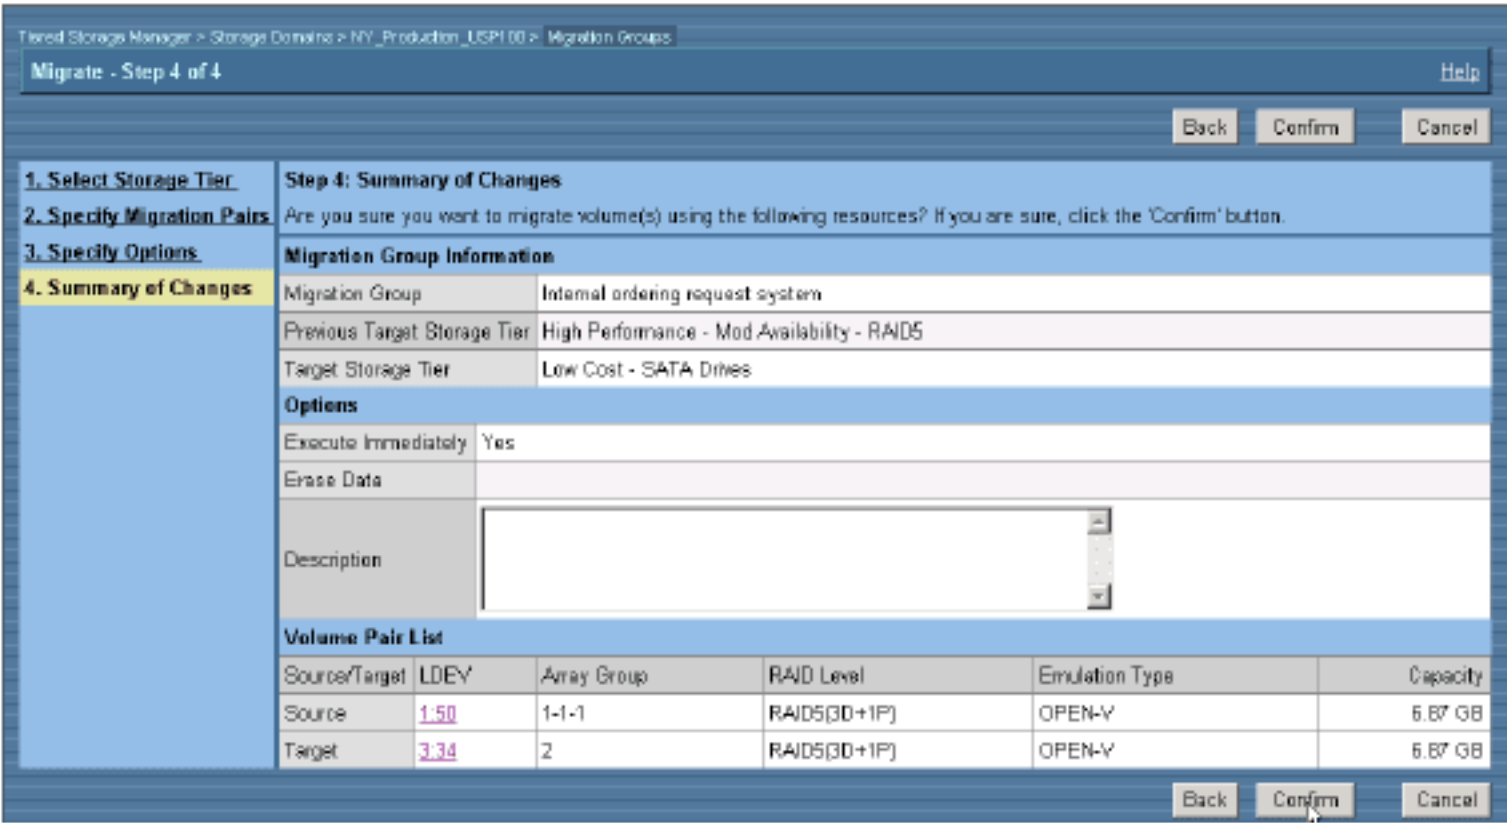 Tiered Storage Manager > Storage Domains > NY_Production_USP100 > Migration Groups
Migrate - Step 4 of 4
Help
Back Confirm Cancel
1. Select Storage Tier
2. Specify Migration Pairs
3. Specify Options
4. Summary of Changes
Step 4: Summary of Changes
Are you sure you want to migrate volume(s) using the following resources? If you are sure, click the 'Confirm' button.
Migration Group Information
Migration Group Internal ordering request system
Previous Target Storage Tier High Performance - Mod Availability - RAID5
Target Storage Tier Low Cost - SATA Drives
Options
Execute Immediately Yes
Erase Data
Description
Volume Pair List
Source/Target LDEV Array Group RAID Level Emulation Type Capacity
Source 1:50 1-1-1 RAID5(3D+1P) OPEN-V 6.87 GB
Target 3:34 2 RAID5(3D+1P) OPEN-V 6.87 GB
Back Confirm Cancel